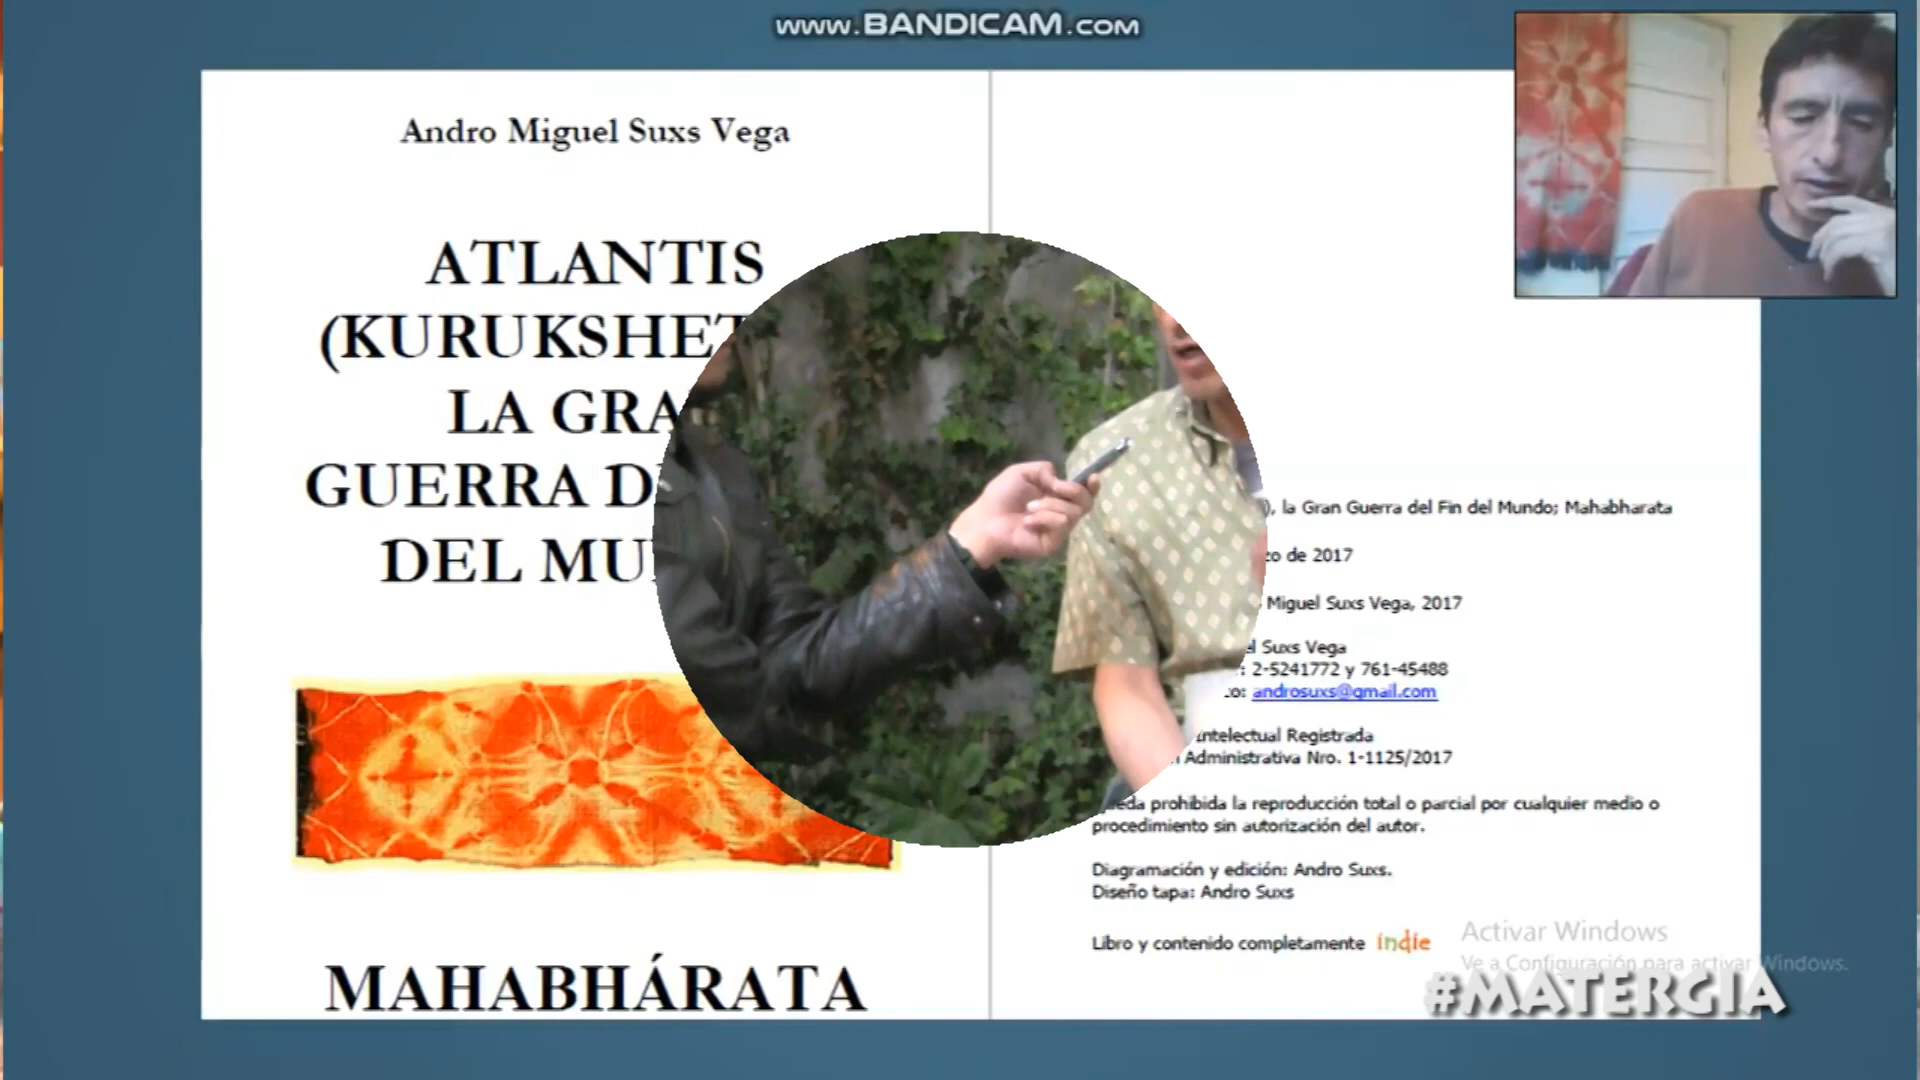 www.BANDICAM.com
Andro Miguel Suxs Vega
ATLANTIS
(KURUKSHET
LA GRA
GUERRA D
DEL MU
MAHABHÁRATA
), la Gran Guerra del Fin del Mundo; Mahabharata
zo de 2017
Miguel Suxs Vega, 2017
el Suxs Vega
: 2-5241772 y 761-45488
co: androsuxs@gmail.com
Intelectual Registrada
n Administrativa Nro. 1-1125/2017
Queda prohibida la reproducción total o parcial por cualquier medio o
procedimiento sin autorización del autor.
Diagramación y edición: Andro Suxs.
Diseño tapa: Andro Suxs
Libro y contenido completamente indie
Activar Windows
Ve a Configuración para activar Windows.
#MATERGIA